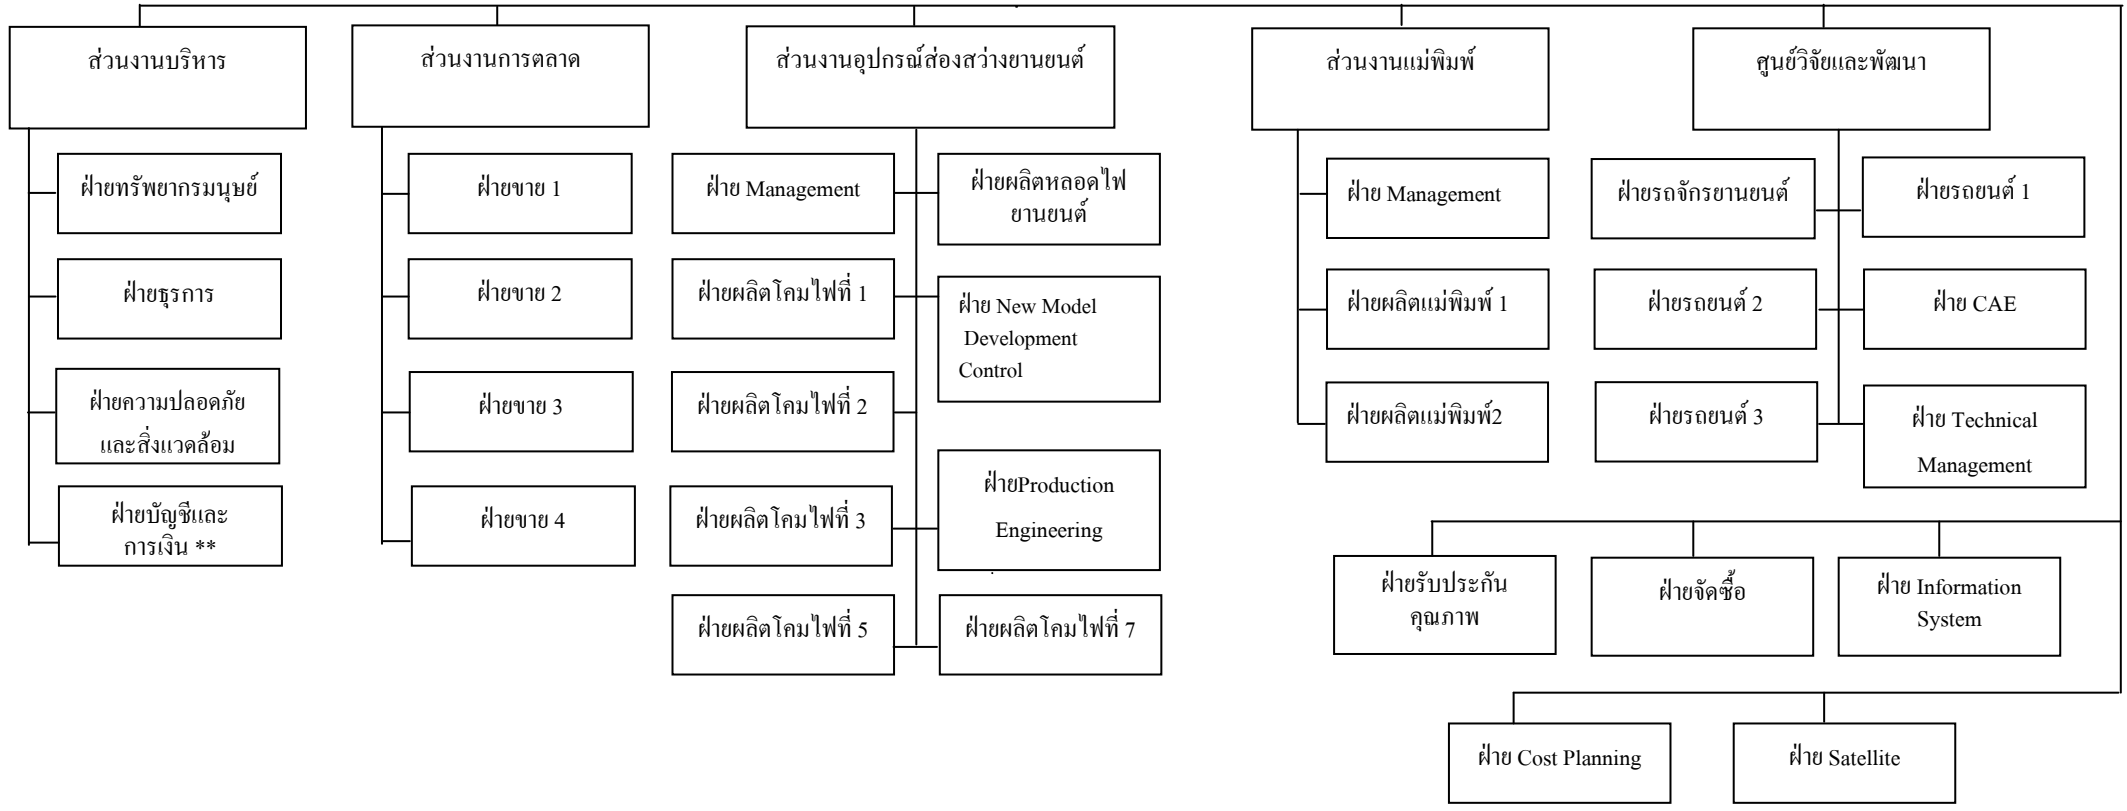 ส่วนงานบริหาร
ส่วนงานการตลาด
ส่วนงานอุปกรณ์ส่องสว่างยานยนต์
ส่วนงานแม่พิมพ์
ศูนย์วิจัยและพัฒนา
ฝ่ายทรัพยากรมนุษย์
ฝ่ายธุรการ
ฝ่ายความปลอดภัย
และสิ่งแวดล้อม
ฝ่ายบัญชีและ
การเงิน **
ฝ่ายขาย 1
ฝ่ายขาย 2
ฝ่ายขาย 3
ฝ่ายขาย 4
ฝ่าย Management
ฝ่ายผลิตโคมไฟที่ 1
ฝ่ายผลิตโคมไฟที่ 2
ฝ่ายผลิตโคมไฟที่ 3
ฝ่ายผลิตโคมไฟที่ 5
ฝ่ายผลิตหลอดไฟ
ยานยนต์
ฝ่าย New Model
Development
Control
ฝ่ายProduction
Engineering
ฝ่ายผลิตโคมไฟที่ 7
ฝ่าย Management
ฝ่ายผลิตแม่พิมพ์ 1
ฝ่ายผลิตแม่พิมพ์2
ฝ่ายรถจักรยานยนต์
ฝ่ายรถยนต์ 2
ฝ่ายรถยนต์ 3
ฝ่ายรถยนต์ 1
ฝ่าย CAE
ฝ่าย Technical
Management
ฝ่ายรับประกัน
คุณภาพ
ฝ่ายจัดซื้อ
ฝ่าย Information
System
ฝ่าย Cost Planning
ฝ่าย Satellite